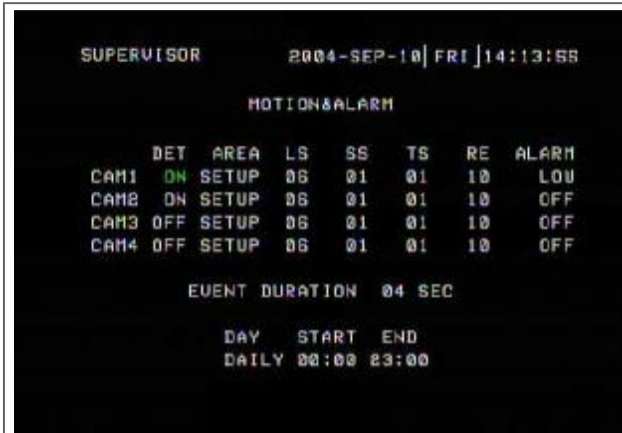 SUPERVISOR 2004-SEP-10 FRI 14:13:55
MOTION&ALARM
DET AREA LS SS TS RE ALARM
CAM1 ON SETUP 06 01 01 10 LOW
CAM2 ON SETUP 06 01 01 10 OFF
CAM3 OFF SETUP 06 01 01 10 OFF
CAM4 OFF SETUP 06 01 01 10 OFF
EVENT DURATION 04 SEC
DAY START END
DAILY 00:00 23:00